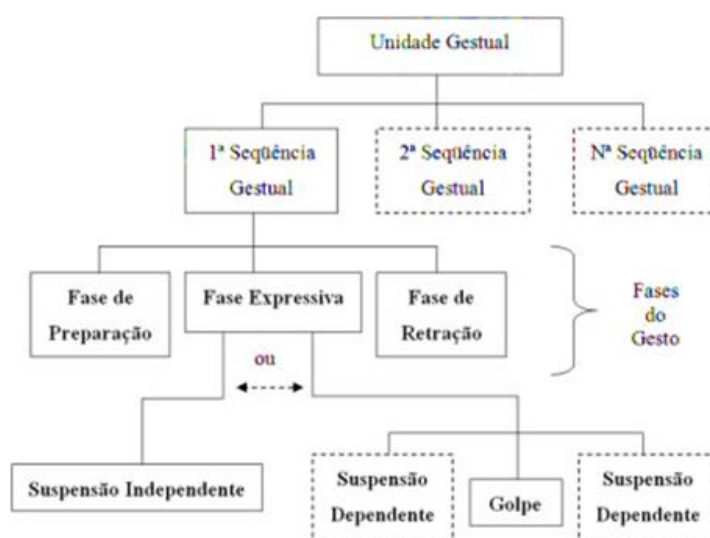 Unidade Gestual
1ª Seqüência
Gestual
2ª Seqüência
Gestual
Nª Seqüência
Gestual
Fase de
Preparação
Fase Expressiva
Fase de
Retração
Fases
do
Gesto
ou
Suspensão Independente
Suspensão
Dependente
Golpe
Suspensão
Dependente